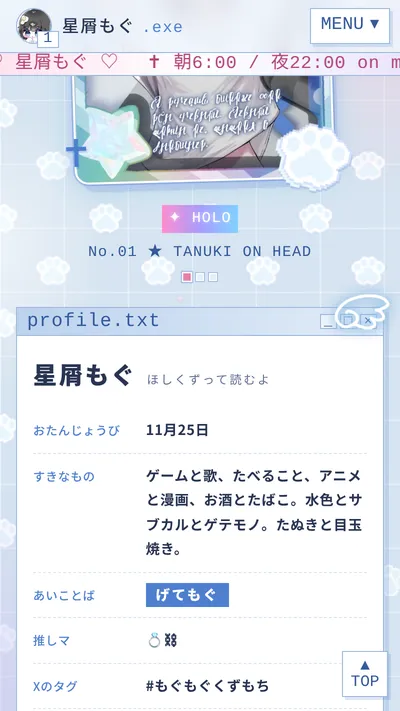 1
星屑もぐ .exe
MENU ▼
星屑もぐ ♡ ✝ 朝6:00 / 夜22:00 on
✦ HOLO
No.01 ★ TANUKI ON HEAD
profile.txt
星屑もぐ ほしくずって読むよ
おたんじょうび 11月25日
すきなもの ゲームと歌、たべること、アニメ
と漫画、お酒とたばこ。水色とサ
ブカルとゲテモノ。たぬきと目玉
焼き。
あいことば げてもぐ
推しマ 💍⛓
Xのタグ #もぐもぐくずもち
▲
TOP